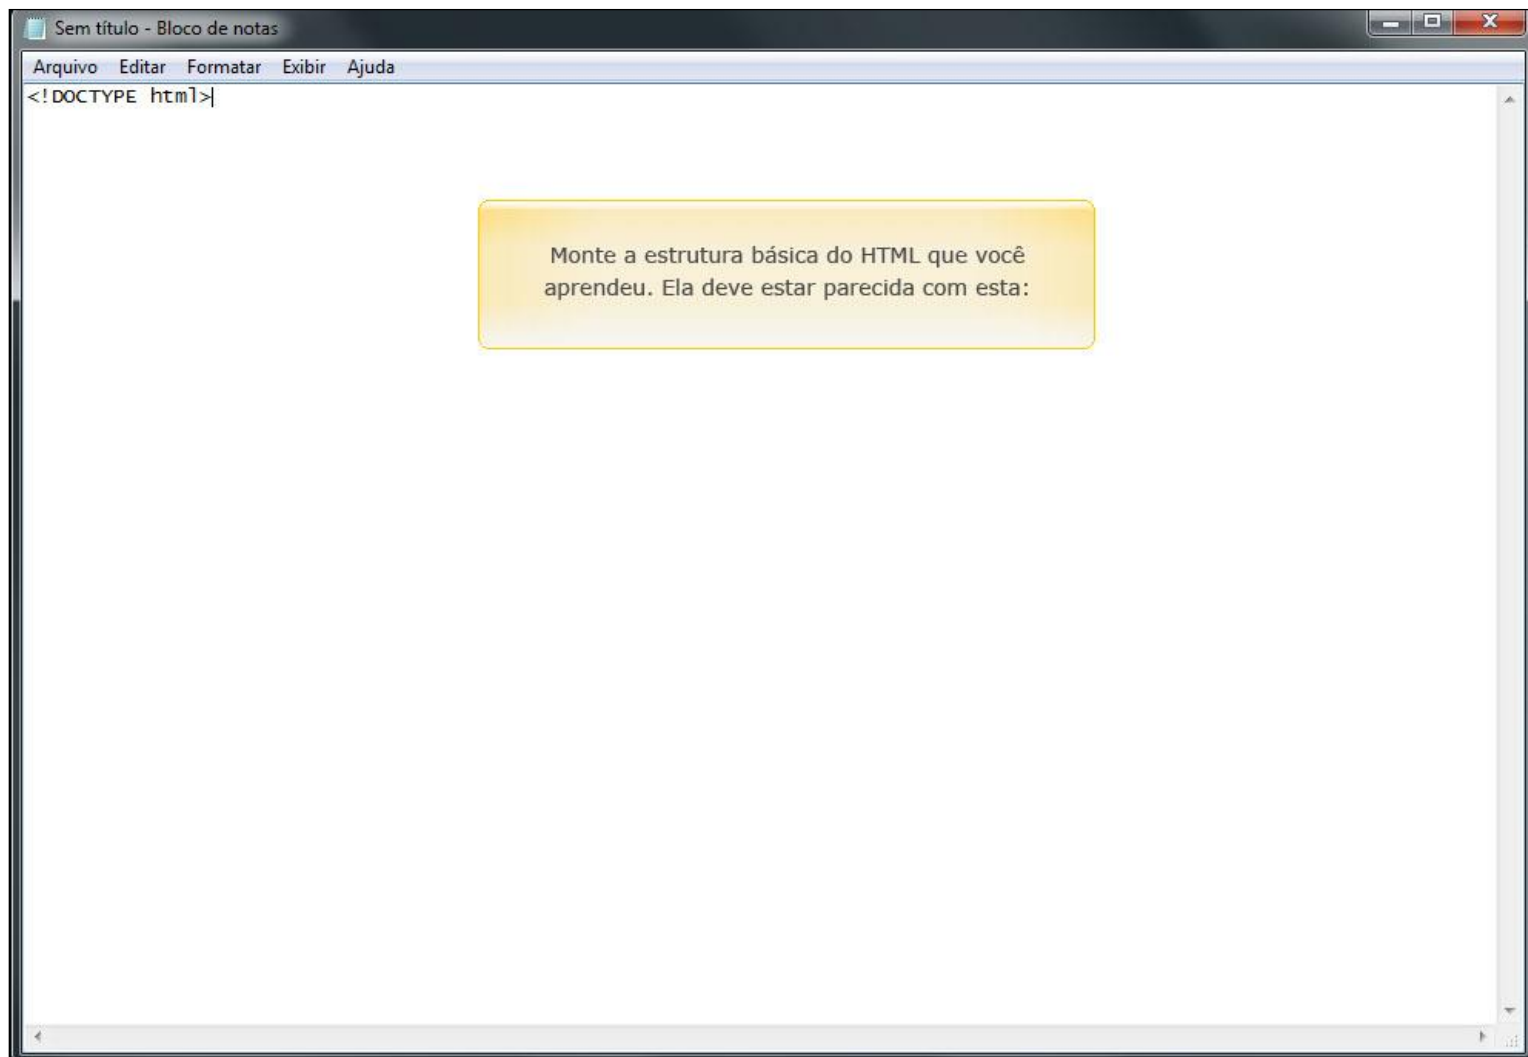 Sem título - Bloco de notas
Arquivo Editar Formatar Exibir Ajuda
<!DOCTYPE html>
Monte a estrutura básica do HTML que você
aprendeu. Ela deve estar parecida com esta: